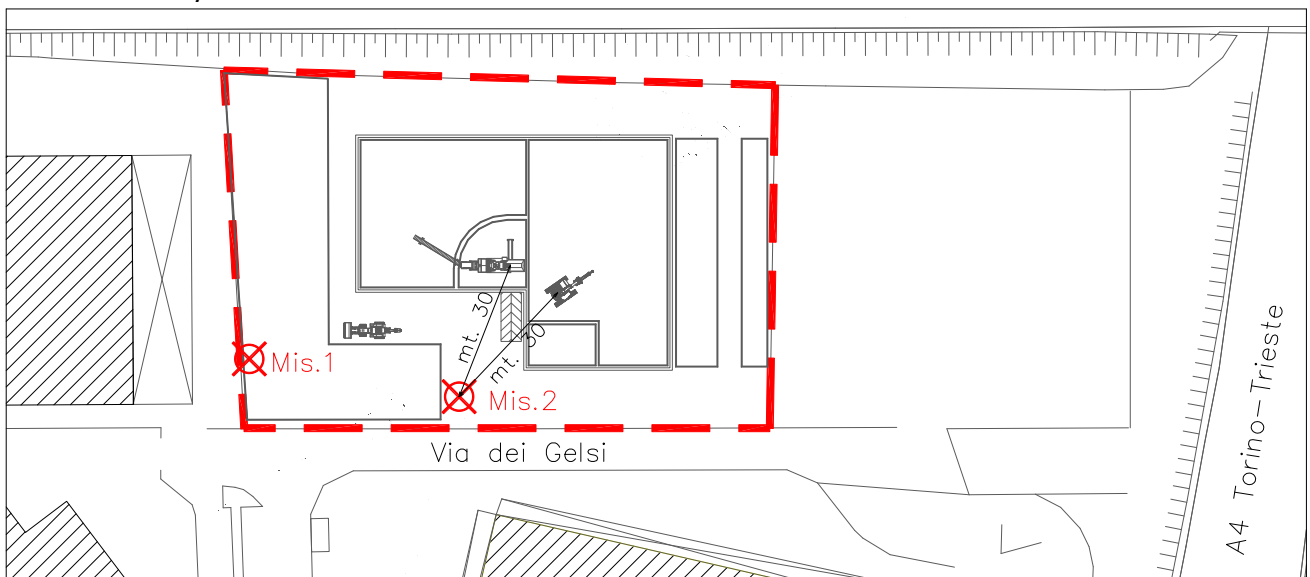 mt. 30
mt. 30
Mis.1
Mis.2
Via dei Gelsi
A4 Torino-Trieste